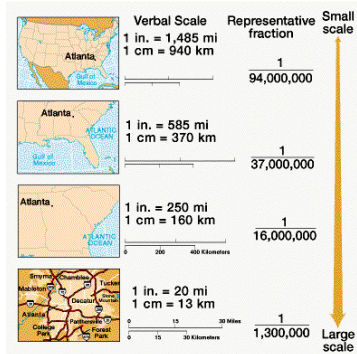 Verbal Scale
Representative
fraction
Small
scale
Atlanta
Gulf of
Mexico
1 in. = 1,485 mi
1 cm = 940 km
1
94,000,000
Atlanta
ATLANTIC
OCEAN
Gulf of
Mexico
1 in. = 585 mi
1 cm = 370 km
1
37,000,000
Atlanta
ATLANTIC
OCEAN
1 in. = 250 mi
1 cm = 160 km
0 200 400 Kilometers
1
16,000,000
Smyrna
Chamblee
Tucker
Mableton
Decatur
Stone
Mountain
Atlanta
Panthersville
College
Park
Forest
Park
1 in. = 20 mi
1 cm = 13 km
0 15 30 Miles
0 15 30 Kilometers
1
1,300,000
Large
scale